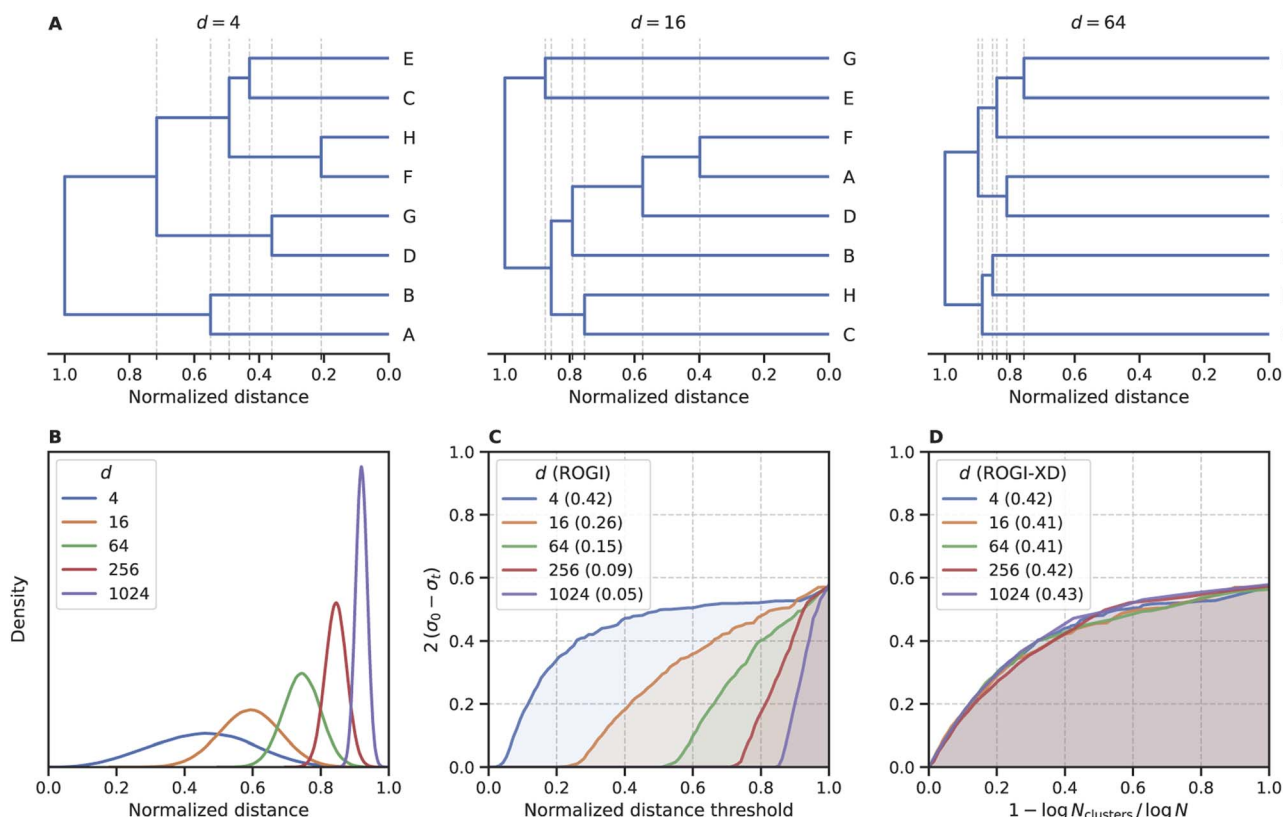 A
d = 4
d = 16
d = 64
E
C
H
F
G
D
B
A
1.0 0.8 0.6 0.4 0.2 0.0
Normalized distance
G
E
F
A
D
B
H
C
1.0 0.8 0.6 0.4 0.2 0.0
Normalized distance
1.0 0.8 0.6 0.4 0.2 0.0
Normalized distance
B
Density
d
4
16
64
256
1024
0.0 0.2 0.4 0.6 0.8 1.0
Normalized distance
C
2 (σ₀ − σₜ)
1.0
0.8
0.6
0.4
0.2
0.0
d (ROGI)
4 (0.42)
16 (0.26)
64 (0.15)
256 (0.09)
1024 (0.05)
0.0 0.2 0.4 0.6 0.8 1.0
Normalized distance threshold
D
1.0
0.8
0.6
0.4
0.2
0.0
d (ROGI-XD)
4 (0.42)
16 (0.41)
64 (0.41)
256 (0.42)
1024 (0.43)
0.0 0.2 0.4 0.6 0.8 1.0
1 − log N_clusters / log N